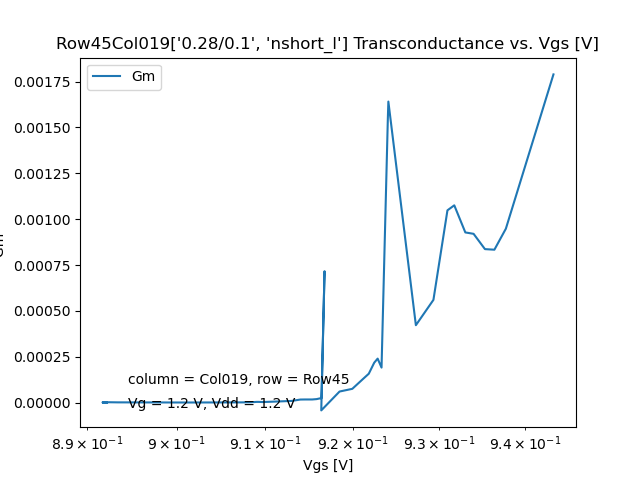 Row45Col019['0.28/0.1', 'nshort_l'] Transconductance vs. Vgs [V]
Gm
0.00175
0.00150
0.00125
0.00100
0.00075
0.00050
0.00025
0.00000
column = Col019, row = Row45
Vg = 1.2 V, Vdd = 1.2 V
8.9 × 10⁻¹ 9 × 10⁻¹ 9.1 × 10⁻¹ 9.2 × 10⁻¹ 9.3 × 10⁻¹ 9.4 × 10⁻¹
Vgs [V]